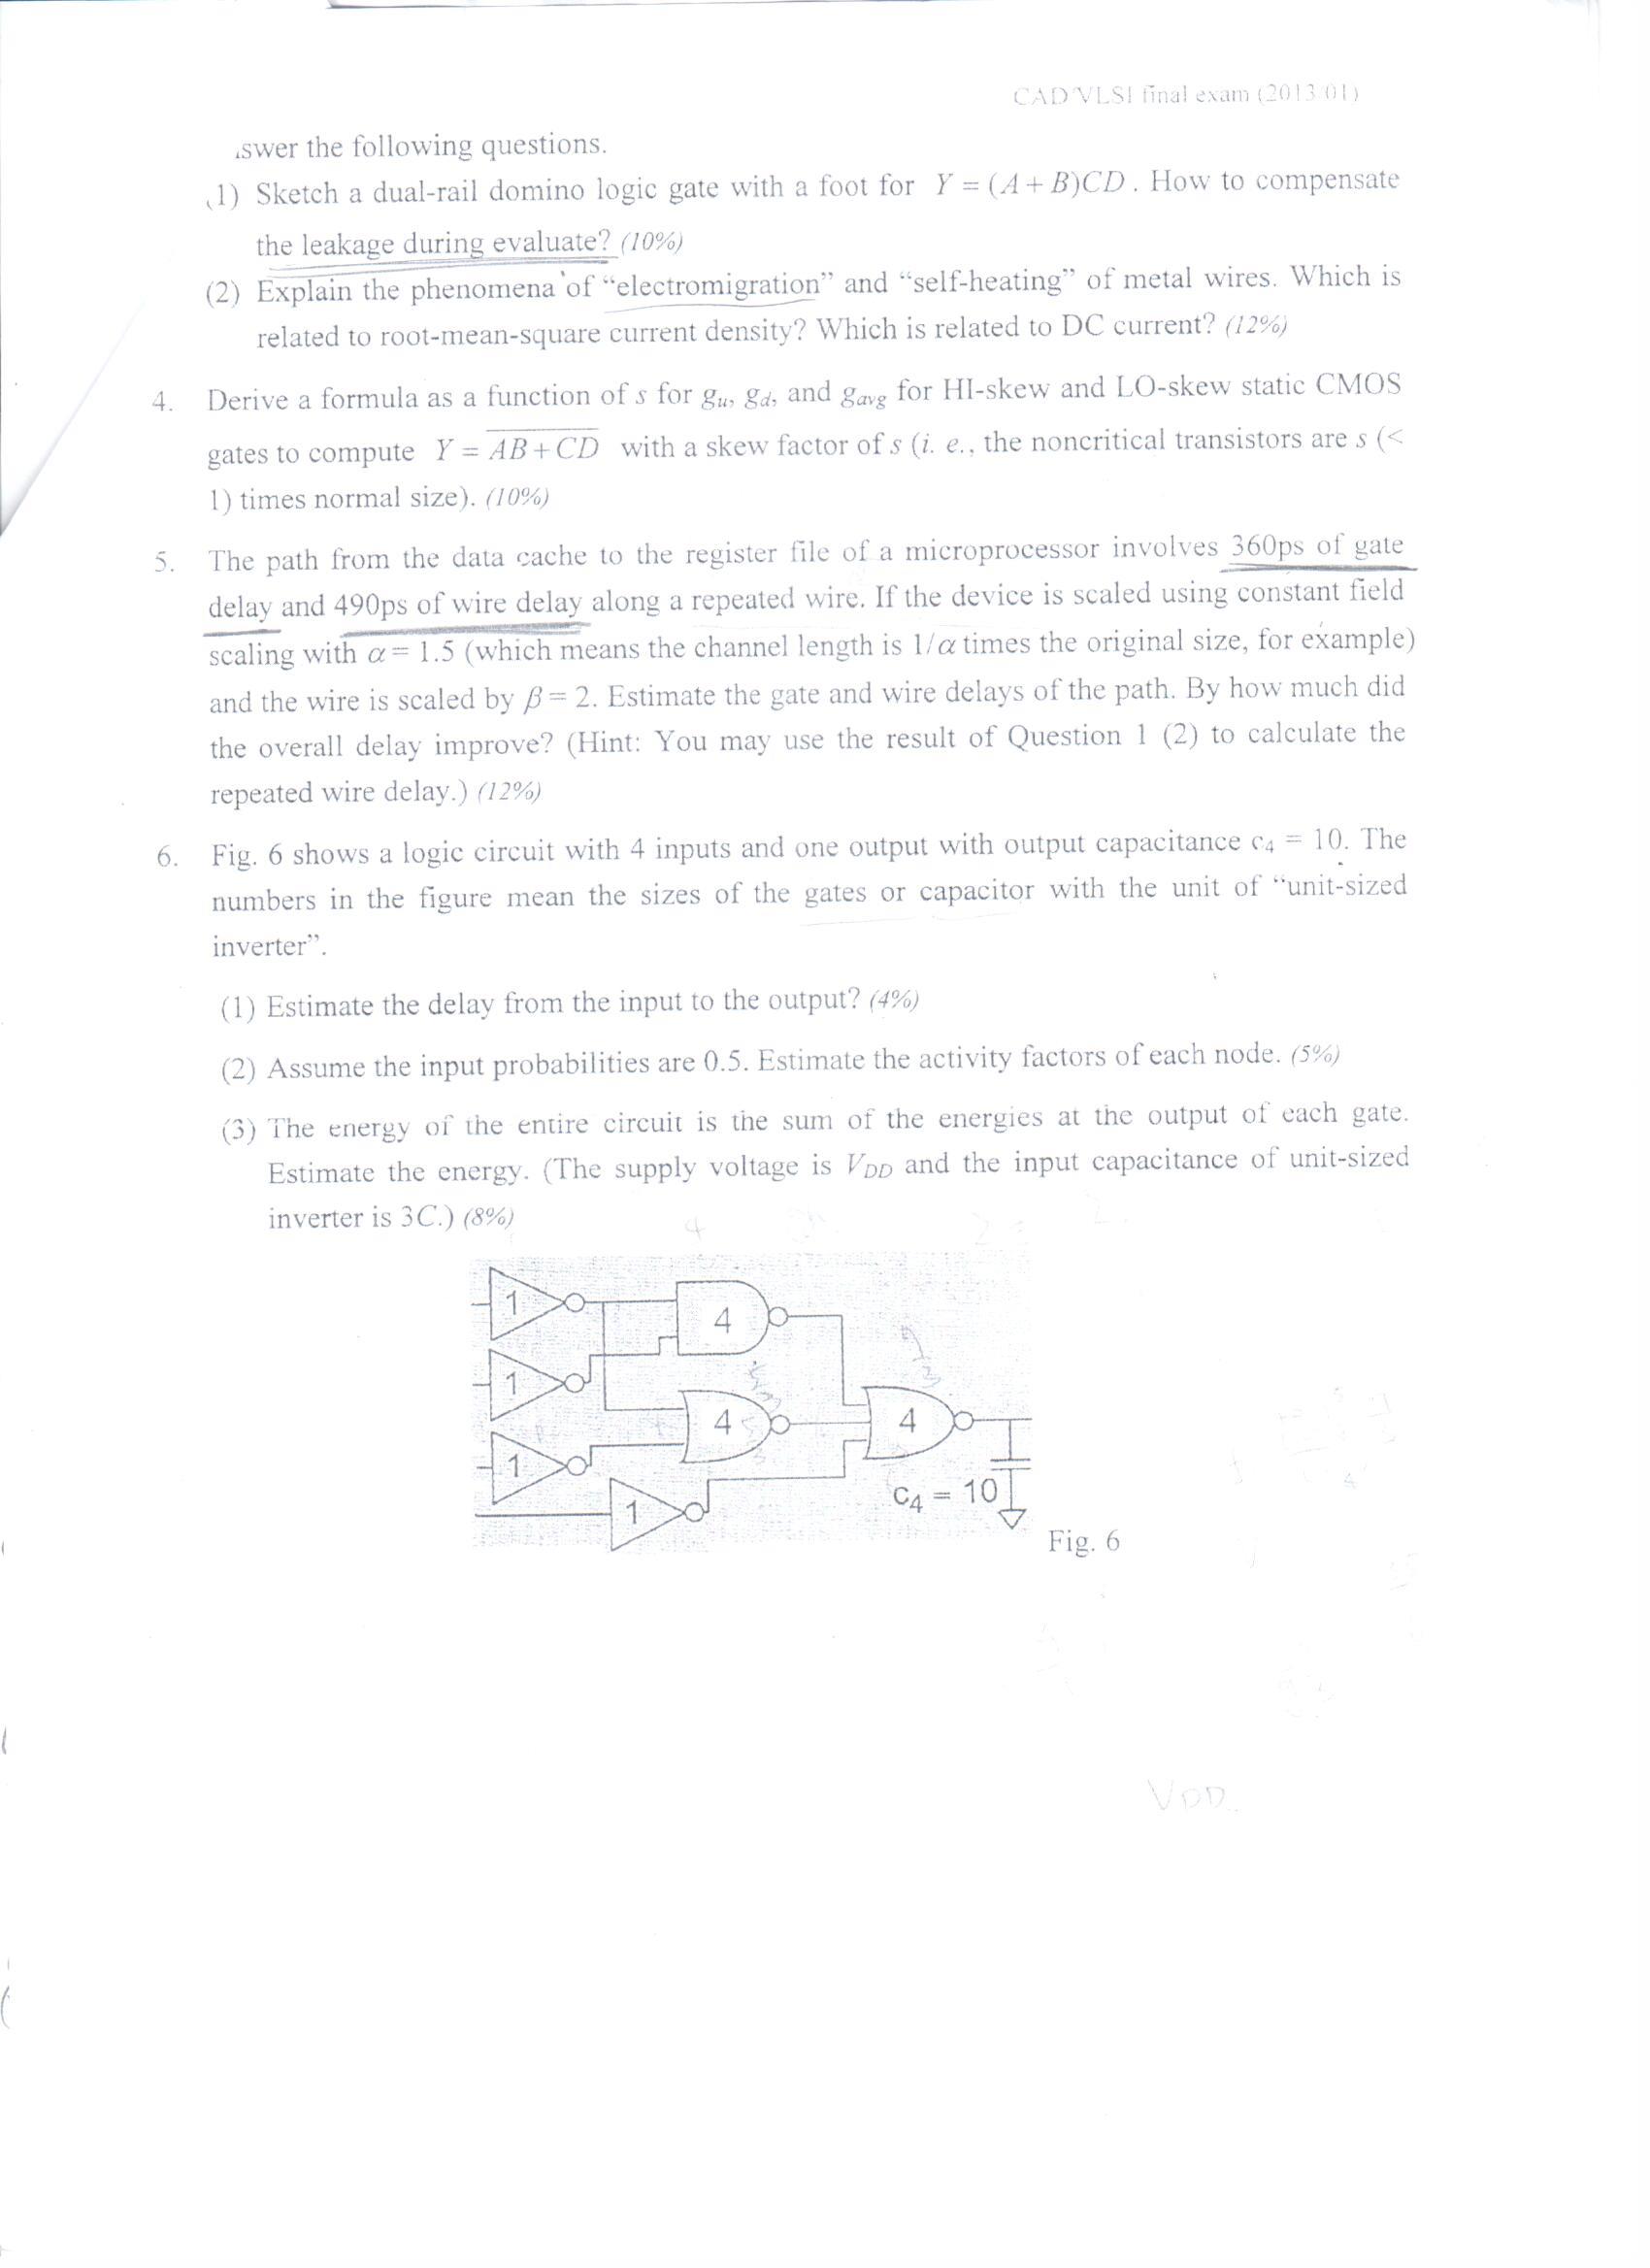 CAD VLSI final exam (2013 01)
swer the following questions.
1) Sketch a dual-rail domino logic gate with a foot for Y = (A + B)CD. How to compensate
the leakage during evaluate? (10%)
(2) Explain the phenomena of “electromigration” and “self-heating” of metal wires. Which is
related to root-mean-square current density? Which is related to DC current? (12%)
4. Derive a formula as a function of s for gu, gd, and gavg for HI-skew and LO-skew static CMOS
gates to compute Y = \overline{AB + CD} with a skew factor of s (i. e., the noncritical transistors are s (<
1) times normal size). (10%)
5. The path from the data cache to the register file of a microprocessor involves 360ps of gate
delay and 490ps of wire delay along a repeated wire. If the device is scaled using constant field
scaling with α = 1.5 (which means the channel length is 1/α times the original size, for example)
and the wire is scaled by β = 2. Estimate the gate and wire delays of the path. By how much did
the overall delay improve? (Hint: You may use the result of Question 1 (2) to calculate the
repeated wire delay.) (12%)
6. Fig. 6 shows a logic circuit with 4 inputs and one output with output capacitance c4 = 10. The
numbers in the figure mean the sizes of the gates or capacitor with the unit of “unit-sized
inverter”.
(1) Estimate the delay from the input to the output? (4%)
(2) Assume the input probabilities are 0.5. Estimate the activity factors of each node. (5%)
(3) The energy of the entire circuit is the sum of the energies at the output of each gate.
Estimate the energy. (The supply voltage is VDD and the input capacitance of unit-sized
inverter is 3C.) (8%)
1
4
1
4
4
1
1
c4 = 10
Fig. 6
VDD